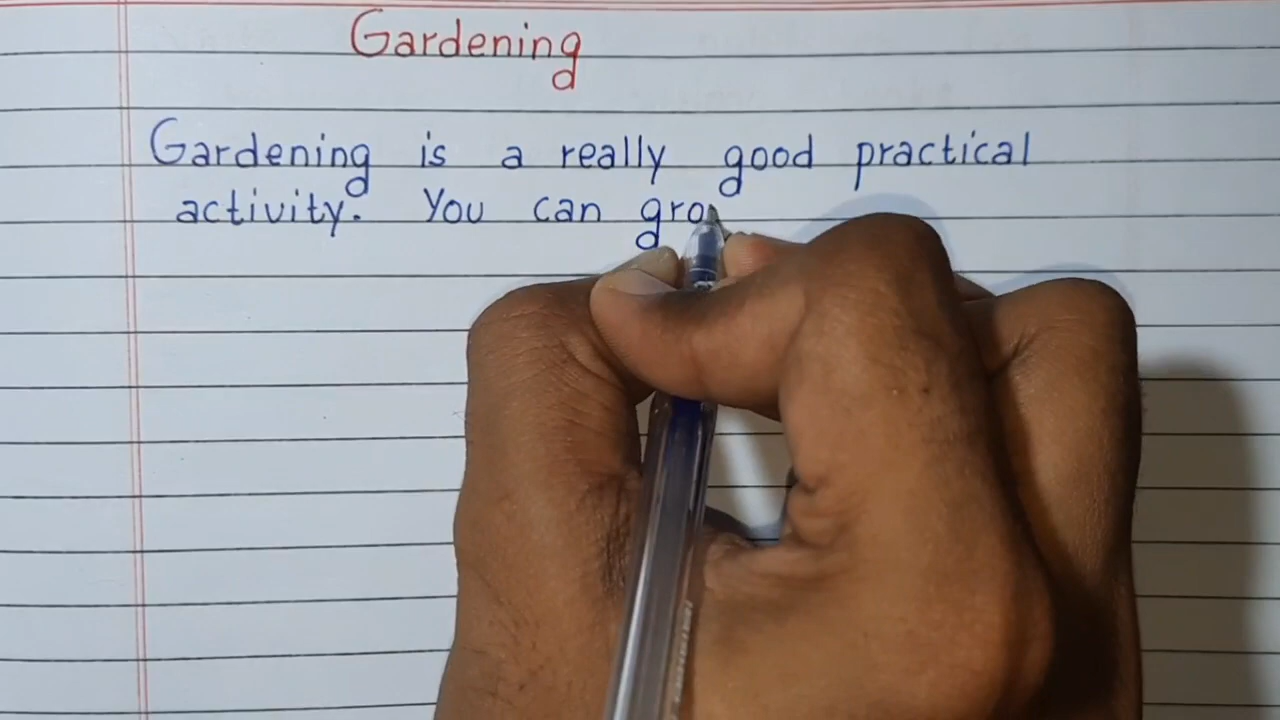 Gardening
Gardening is a really good practical
activity. You can gro